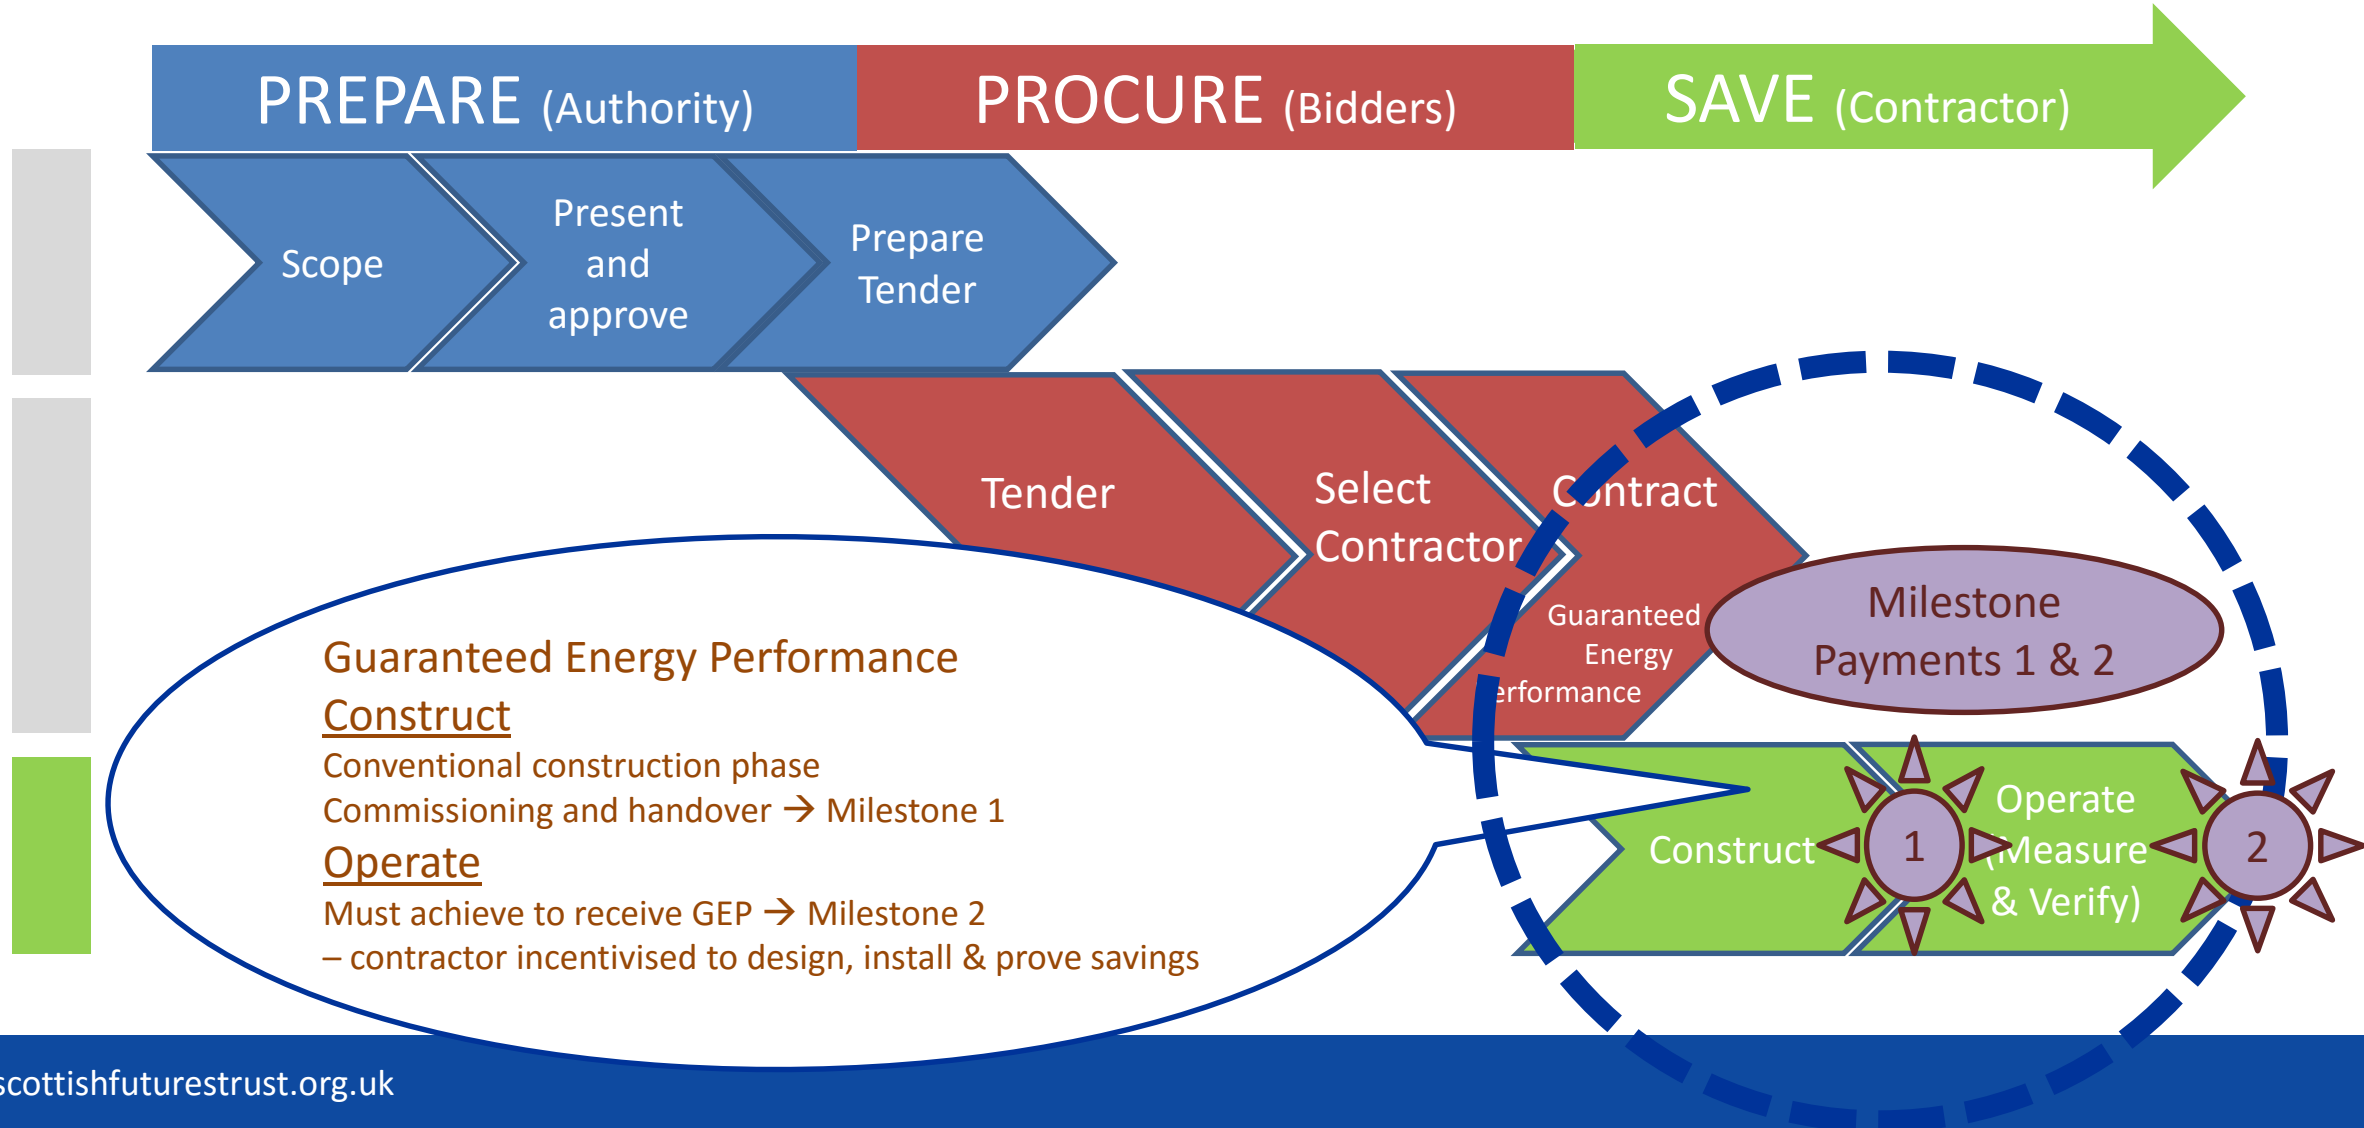 PREPARE (Authority)
PROCURE (Bidders)
SAVE (Contractor)
Scope
Present
and
approve
Prepare
Tender
Tender
Select
Contractor
Contract
Guaranteed
Energy
erformance
Milestone
Payments 1 & 2
Guaranteed Energy Performance
Construct
Conventional construction phase
Commissioning and handover → Milestone 1
Operate
Must achieve to receive GEP → Milestone 2
– contractor incentivised to design, install & prove savings
Construct
1
Operate
(Measure
& Verify)
2
scottishfuturestrust.org.uk